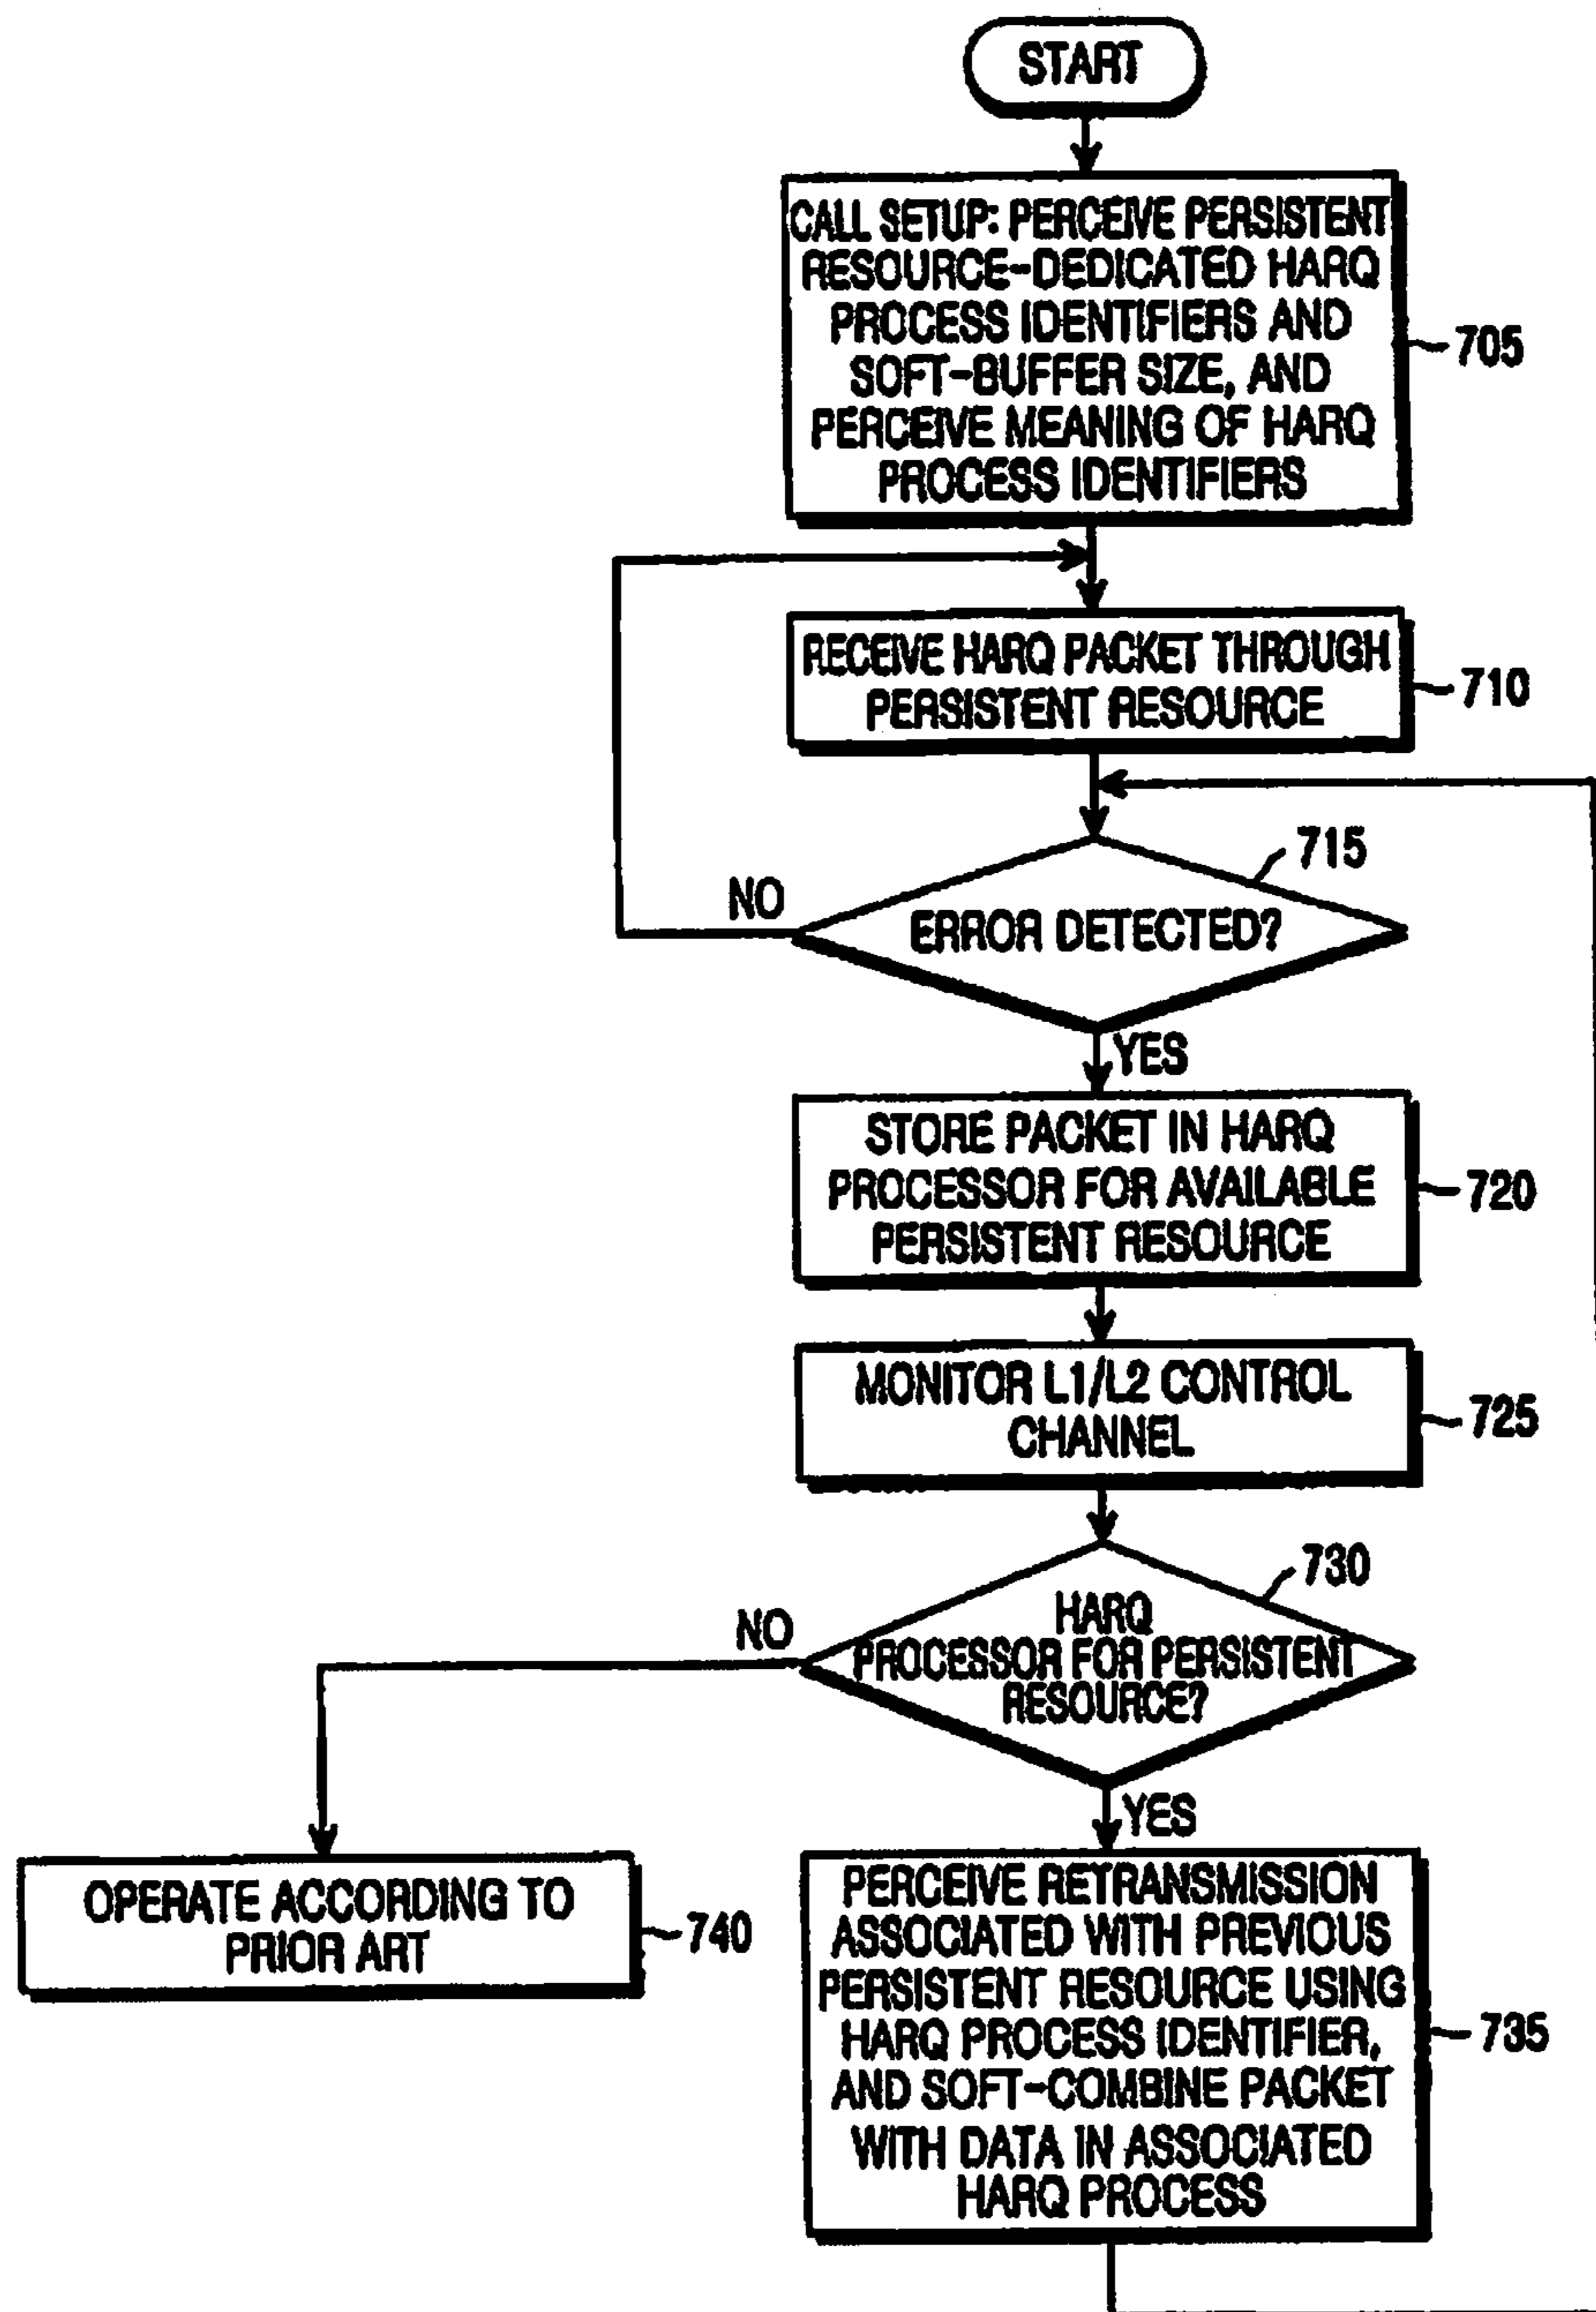 START
CALL SETUP: PERCEIVE PERSISTENT
RESOURCE-DEDICATED HARQ
PROCESS IDENTIFIERS AND
SOFT-BUFFER SIZE, AND
PERCEIVE MEANING OF HARQ
PROCESS IDENTIFIERS
705
RECEIVE HARQ PACKET THROUGH
PERSISTENT RESOURCE
710
715
NO
ERROR DETECTED?
YES
STORE PACKET IN HARQ
PROCESSOR FOR AVAILABLE
PERSISTENT RESOURCE
720
MONITOR L1/L2 CONTROL
CHANNEL
725
730
NO
HARQ
PROCESSOR FOR PERSISTENT
RESOURCE?
YES
OPERATE ACCORDING TO
PRIOR ART
740
PERCEIVE RETRANSMISSION
ASSOCIATED WITH PREVIOUS
PERSISTENT RESOURCE USING
HARQ PROCESS IDENTIFIER,
AND SOFT-COMBINE PACKET
WITH DATA IN ASSOCIATED
HARQ PROCESS
735